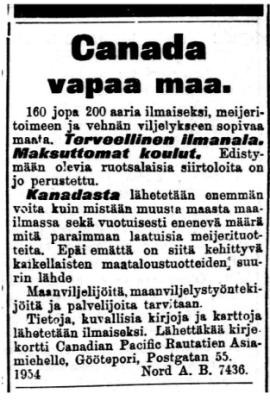 Canada
vapaa maa.
160 jopa 200 aaria ilmaiseksi, meijeri-
toimeen ja vehnän viljelykseen sopivaa
maata. Terveellinen ilmanala.
Maksuttomat koulut. Edisty-
mään olevia ruotsalaisia siirtoloita on
jo perustettu.
Kanadasta lähetetään enemmän
voita kuin mistään muusta maasta maa-
ilmassa sekä vuotuisesti enenevä määrä
mitä paraimman laatuisia meijerituot-
teita. Epäi emättä on siitä kehittyvä
kaikellaisten maataloustuotteiden suu-
rin lähde
Maanviljelijöitä, maanviljelystyönteki-
jöitä ja palvelijoita tarvitaan.
Tietoja, kuvallisia kirjoja ja karttoja
lähetetään ilmaiseksi. Lähettäkää kirje-
kortti Canadian Pacific Rautatien Asia-
miehelle, Göötepori, Postgatan 55.
1954 Nord A. B. 7436.